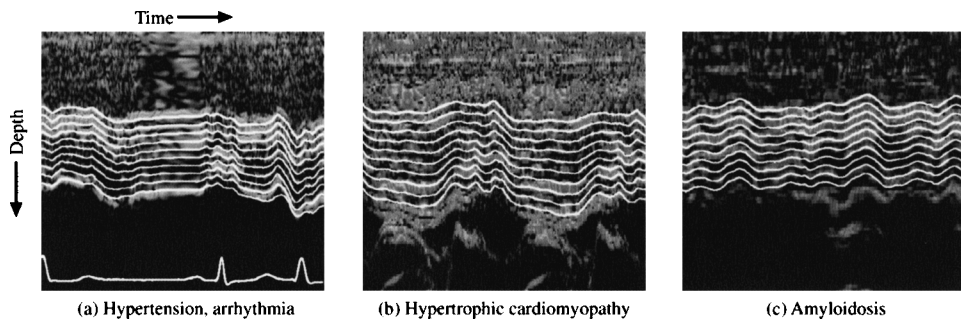 Time
Depth
(a) Hypertension, arrhythmia
(b) Hypertrophic cardiomyopathy
(c) Amyloidosis